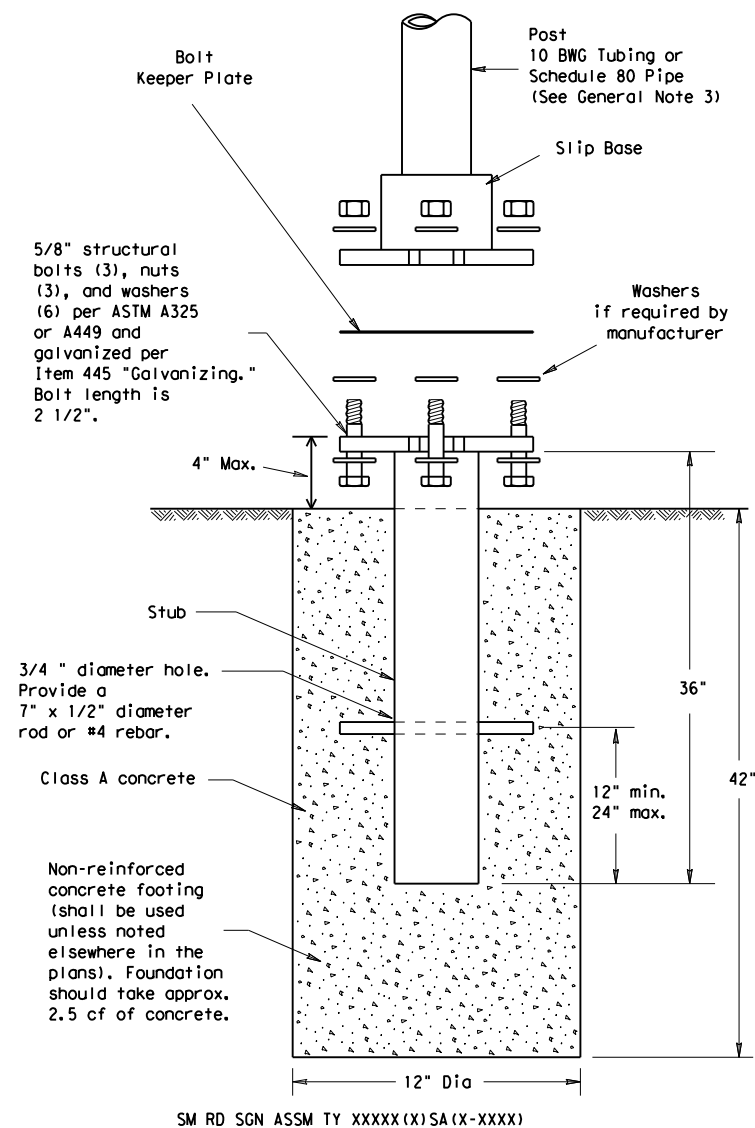 Post
10 BWG Tubing or
Schedule 80 Pipe
(See General Note 3)
Bolt
Keeper Plate
Slip Base
5/8" structural
bolts (3), nuts
(3), and washers
(6) per ASTM A325
or A449 and
galvanized per
Item 445 "Galvanizing."
Bolt length is
2 1/2".
Washers
if required by
manufacturer
4" Max.
Stub
3/4 " diameter hole.
Provide a
7" x 1/2" diameter
rod or #4 rebar.
36"
Class A concrete
42"
12" min.
24" max.
Non-reinforced
concrete footing
(shall be used
unless noted
elsewhere in the
plans). Foundation
should take approx.
2.5 cf of concrete.
12" Dia
SM RD SGN ASSM TY XXXXX(X)SA(X-XXXX)